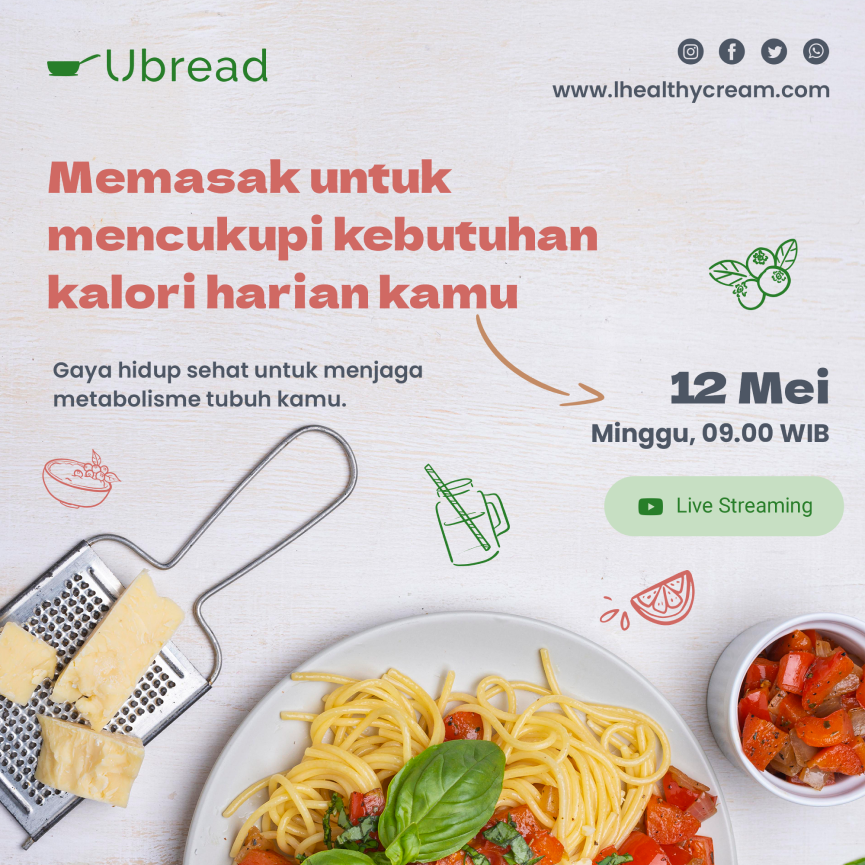 Ubread
www.lhealthycream.com
Memasak untuk
mencukupi kebutuhan
kalori harian kamu
Gaya hidup sehat untuk menjaga
metabolisme tubuh kamu.
12 Mei
Minggu, 09.00 WIB
Live Streaming